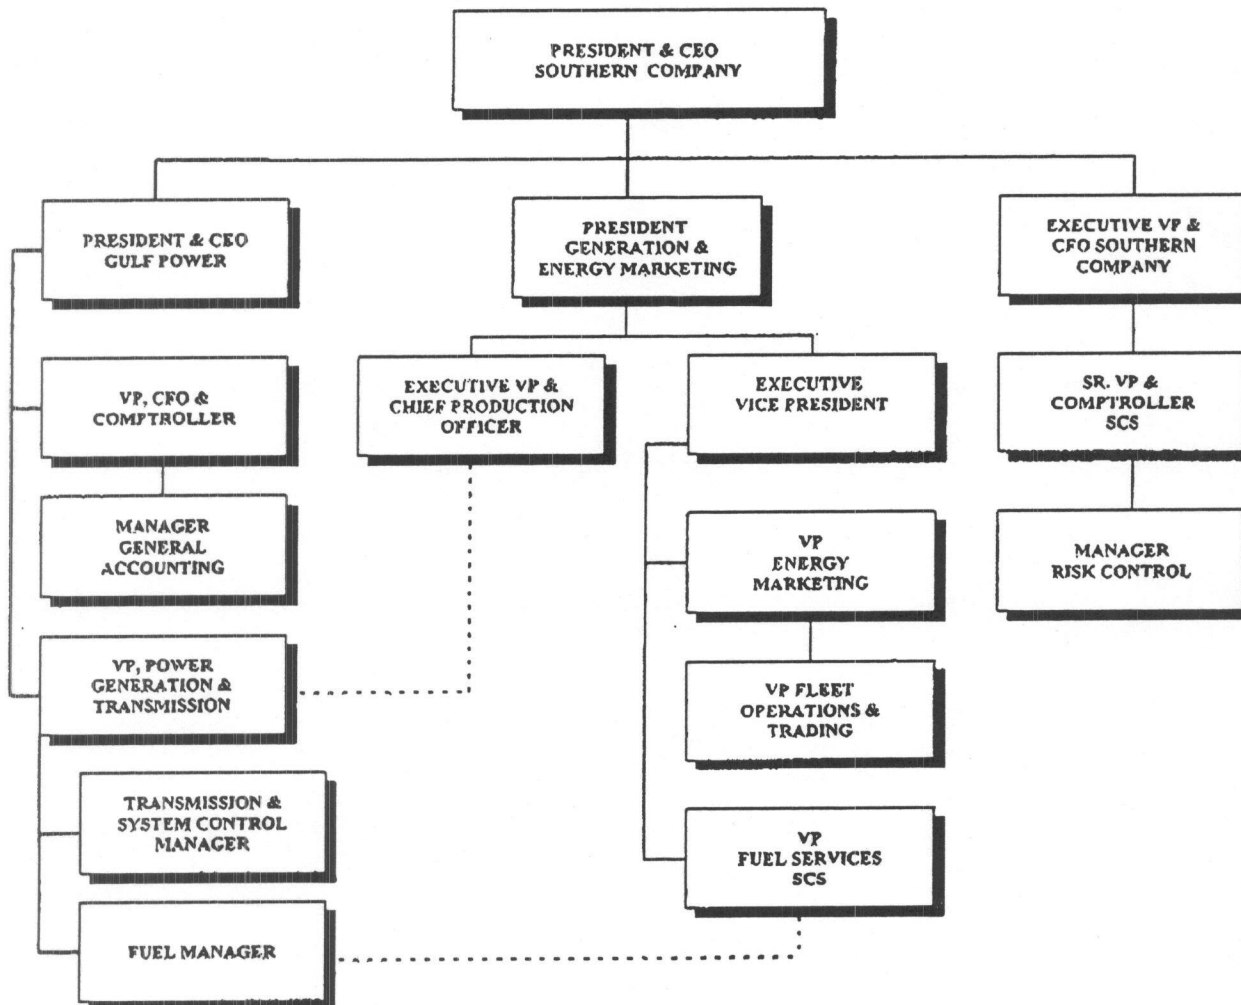 PRESIDENT & CEO
SOUTHERN COMPANY
PRESIDENT & CEO
GULF POWER
PRESIDENT
GENERATION &
ENERGY MARKETING
EXECUTIVE VP &
CFO SOUTHERN
COMPANY
VP, CFO &
COMPTROLLER
EXECUTIVE VP &
CHIEF PRODUCTION
OFFICER
EXECUTIVE
VICE PRESIDENT
SR. VP &
COMPTROLLER
SCS
MANAGER
GENERAL
ACCOUNTING
VP
ENERGY
MARKETING
MANAGER
RISK CONTROL
VP, POWER
GENERATION &
TRANSMISSION
VP FLEET
OPERATIONS &
TRADING
TRANSMISSION &
SYSTEM CONTROL
MANAGER
VP
FUEL SERVICES
SCS
FUEL MANAGER